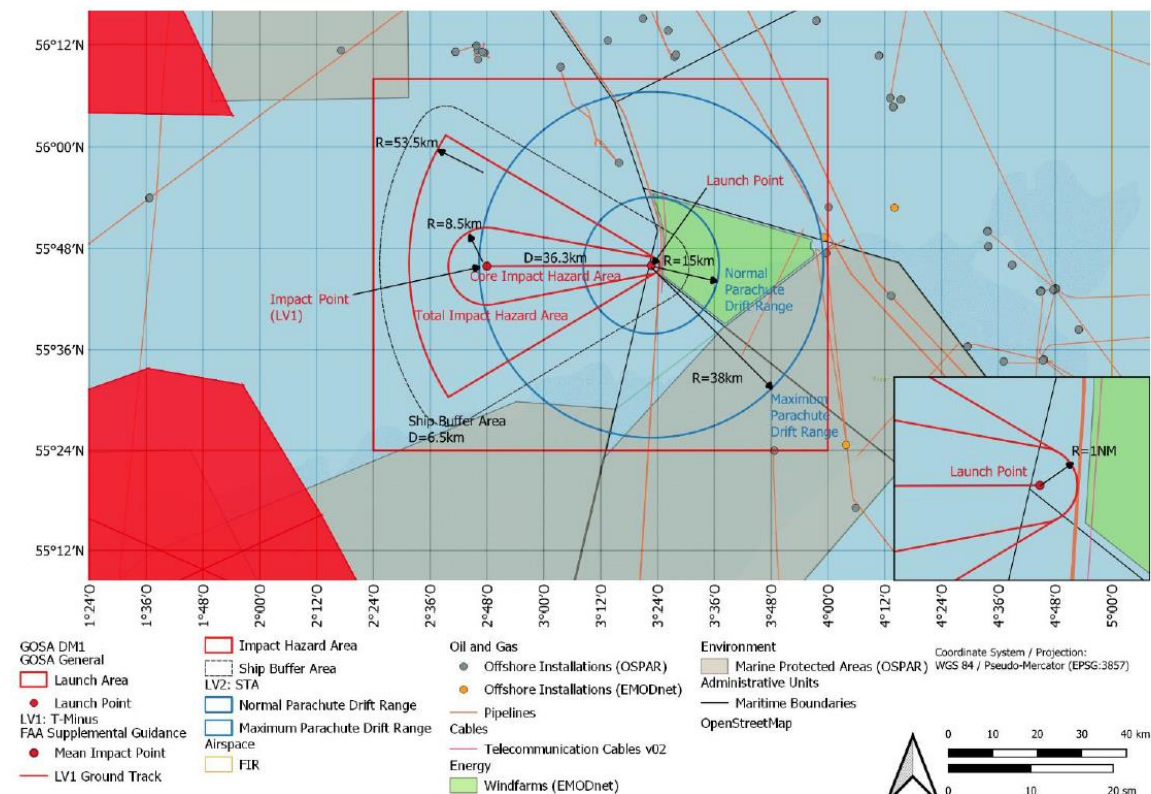 56°12'N
56°00'N
55°48'N
55°36'N
55°24'N
55°12'N
R=53.5km
Launch Point
R=8.5km
D=36.3km
R=15km
Core Impact Hazard Area
Normal
Parachute
Drift Range
Impact Point
(LV1)
Total Impact Hazard Area
R=38km
Maximum
Parachute
Drift Range
Ship Buffer Area
D=6.5km
R=1NM
Launch Point
1°24'O
1°36'O
1°48'O
2°00'O
2°12'O
2°24'O
2°36'O
2°48'O
3°00'O
3°12'O
3°24'O
3°36'O
3°48'O
4°00'O
4°12'O
4°24'O
4°36'O
4°48'O
5°00'O
GOSA DM1
GOSA General
Launch Area
Launch Point
LV1: T-Minus
FAA Supplemental Guidance
Mean Impact Point
LV1 Ground Track
Impact Hazard Area
Ship Buffer Area
LV2: STA
Normal Parachute Drift Range
Maximum Parachute Drift Range
Airspace
FIR
Oil and Gas
Offshore Installations (OSPAR)
Offshore Installations (EMODnet)
Pipelines
Cables
Telecommunication Cables v02
Energy
Windfarms (EMODnet)
Environment
Marine Protected Areas (OSPAR)
Administrative Units
Maritime Boundaries
OpenStreetMap
Coordinate System / Projection:
WGS 84 / Pseudo-Mercator (EPSG:3857)
0 10 20 30 40 km
0 10 20 sm